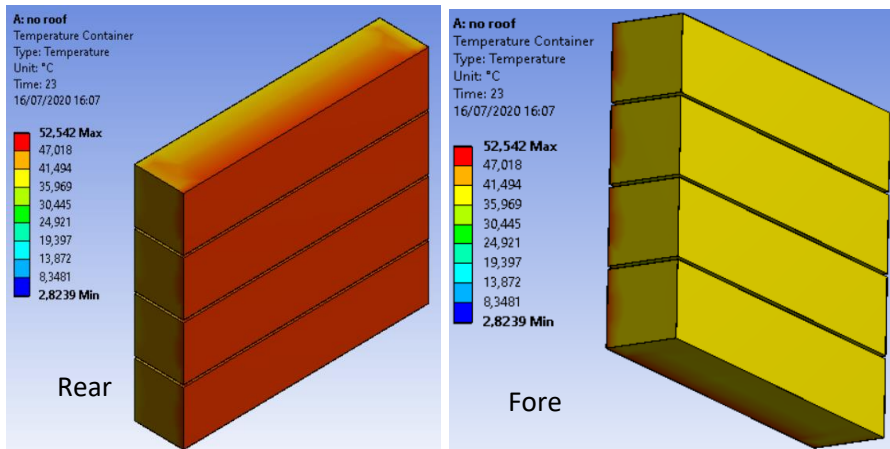 A: no roof
Temperature Container
Type: Temperature
Unit: °C
Time: 23
16/07/2020 16:07
52,542 Max
47,018
41,494
35,969
30,445
24,921
19,397
13,872
8,3481
2,8239 Min
Rear
A: no roof
Temperature Container
Type: Temperature
Unit: °C
Time: 23
16/07/2020 16:07
52,542 Max
47,018
41,494
35,969
30,445
24,921
19,397
13,872
8,3481
2,8239 Min
Fore